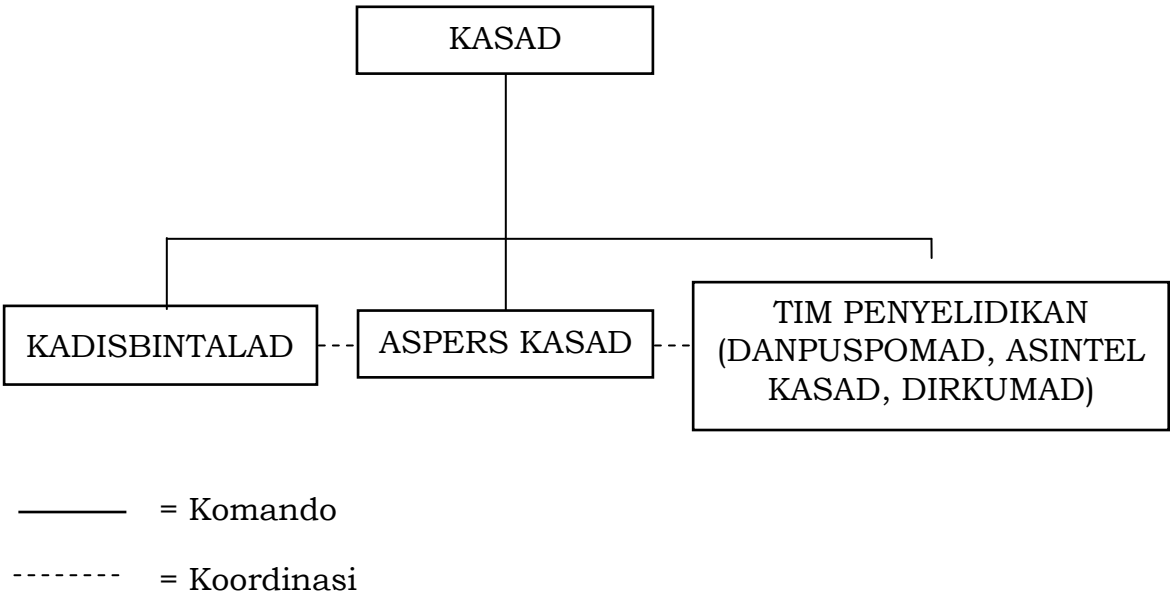 KASAD
KADISBINTALAD
ASPERS KASAD
TIM PENYELIDIKAN
(DANPUSPOMAD, ASINTEL
KASAD, DIRKUMAD)
= Komando
= Koordinasi